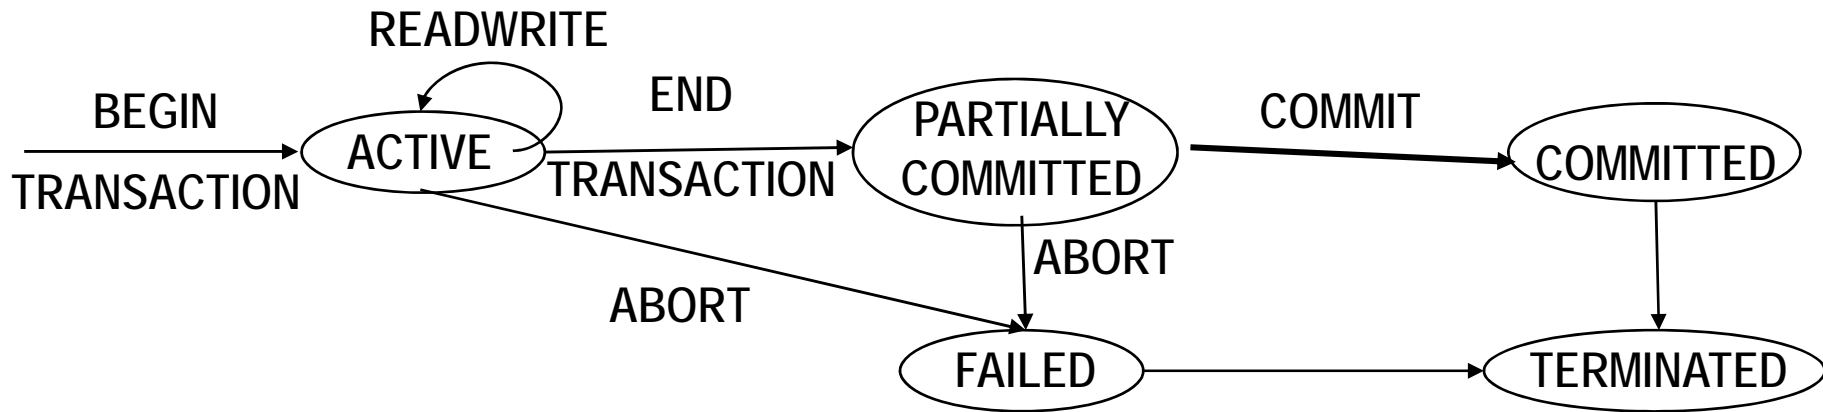 READWRITE
BEGIN
TRANSACTION
ACTIVE
END
TRANSACTION
PARTIALLY
COMMITTED
COMMIT
COMMITTED
ABORT
ABORT
FAILED
TERMINATED